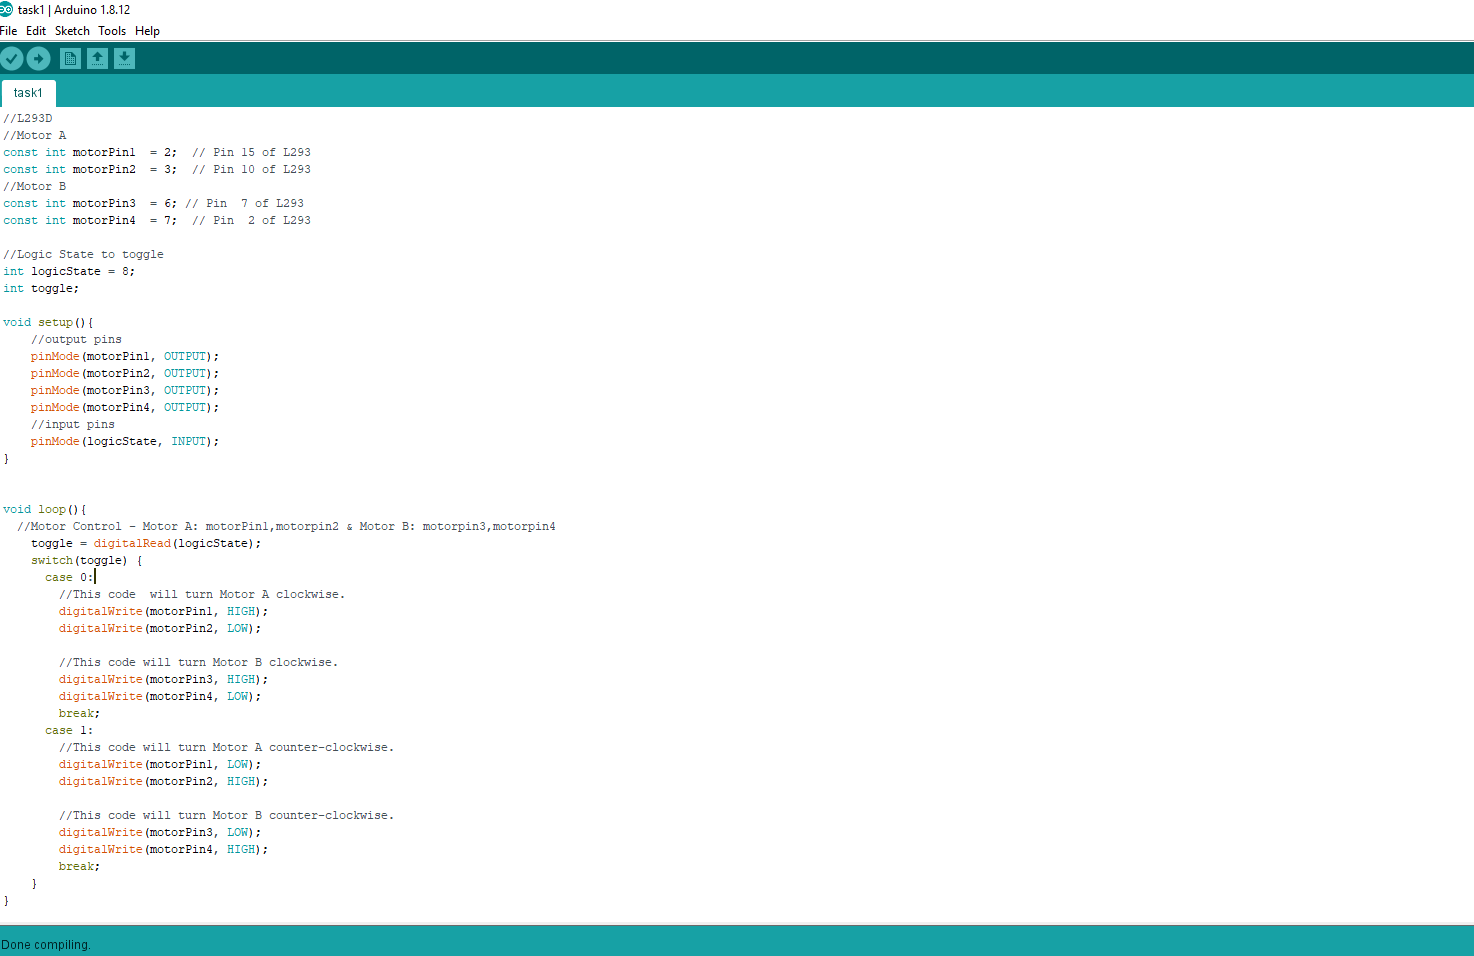 task1 | Arduino 1.8.12
File Edit Sketch Tools Help
task1
//L293D
//Motor A
const int motorPin1  = 2;  // Pin 15 of L293
const int motorPin2  = 3;  // Pin 10 of L293
//Motor B
const int motorPin3  = 6; // Pin  7 of L293
const int motorPin4  = 7;  // Pin  2 of L293
//Logic State to toggle
int logicState = 8;
int toggle;
void setup(){
    //output pins
    pinMode(motorPin1, OUTPUT);
    pinMode(motorPin2, OUTPUT);
    pinMode(motorPin3, OUTPUT);
    pinMode(motorPin4, OUTPUT);
    //input pins
    pinMode(logicState, INPUT);
}
void loop(){
  //Motor Control - Motor A: motorPin1,motorpin2 & Motor B: motorpin3,motorpin4
    toggle = digitalRead(logicState);
    switch(toggle) {
      case 0:
        //This code  will turn Motor A clockwise.
        digitalWrite(motorPin1, HIGH);
        digitalWrite(motorPin2, LOW);
        //This code will turn Motor B clockwise.
        digitalWrite(motorPin3, HIGH);
        digitalWrite(motorPin4, LOW);
        break;
      case 1:
        //This code will turn Motor A counter-clockwise.
        digitalWrite(motorPin1, LOW);
        digitalWrite(motorPin2, HIGH);
        //This code will turn Motor B counter-clockwise.
        digitalWrite(motorPin3, LOW);
        digitalWrite(motorPin4, HIGH);
        break;
    }
}
Done compiling.